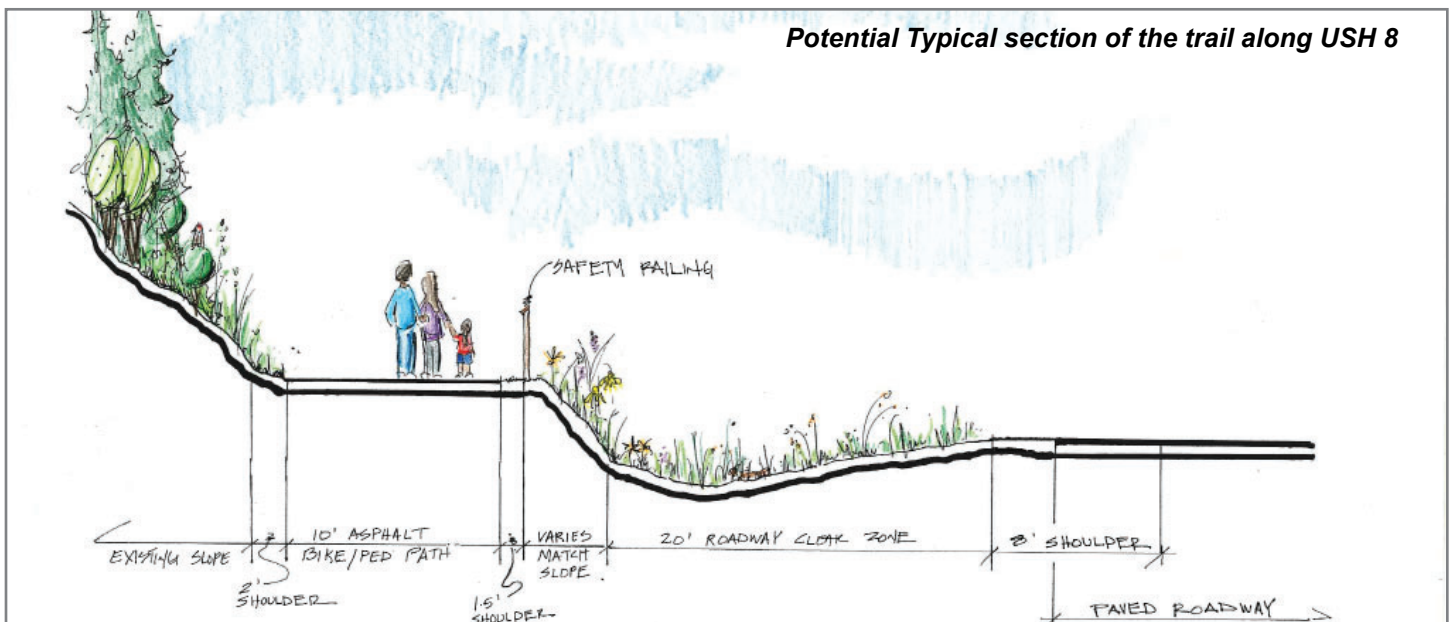 Potential Typical section of the trail along USH 8
SAFETY RAILING
EXISTING SLOPE
2'
SHOULDER
10' ASPHALT
BIKE/PED PATH
1.5'
SHOULDER
VARIES
MATCH
SLOPE
20' ROADWAY CLEAR ZONE
8' SHOULDER
PAVED ROADWAY